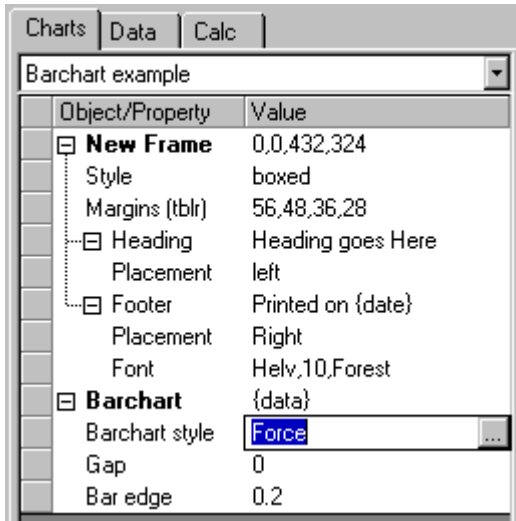 Charts Data Calc
Barchart example
Object/Property Value
New Frame 0,0,432,324
Style boxed
Margins (tblr) 56,48,36,28
Heading Heading goes Here
Placement left
Footer Printed on {date}
Placement Right
Font Helv,10,Forest
Barchart {data}
Barchart style Force ...
Gap 0
Bar edge 0.2